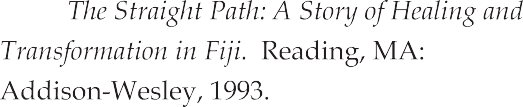 The Straight Path: A Story of Healing and
Transformation in Fiji. Reading, MA:
Addison-Wesley, 1993.